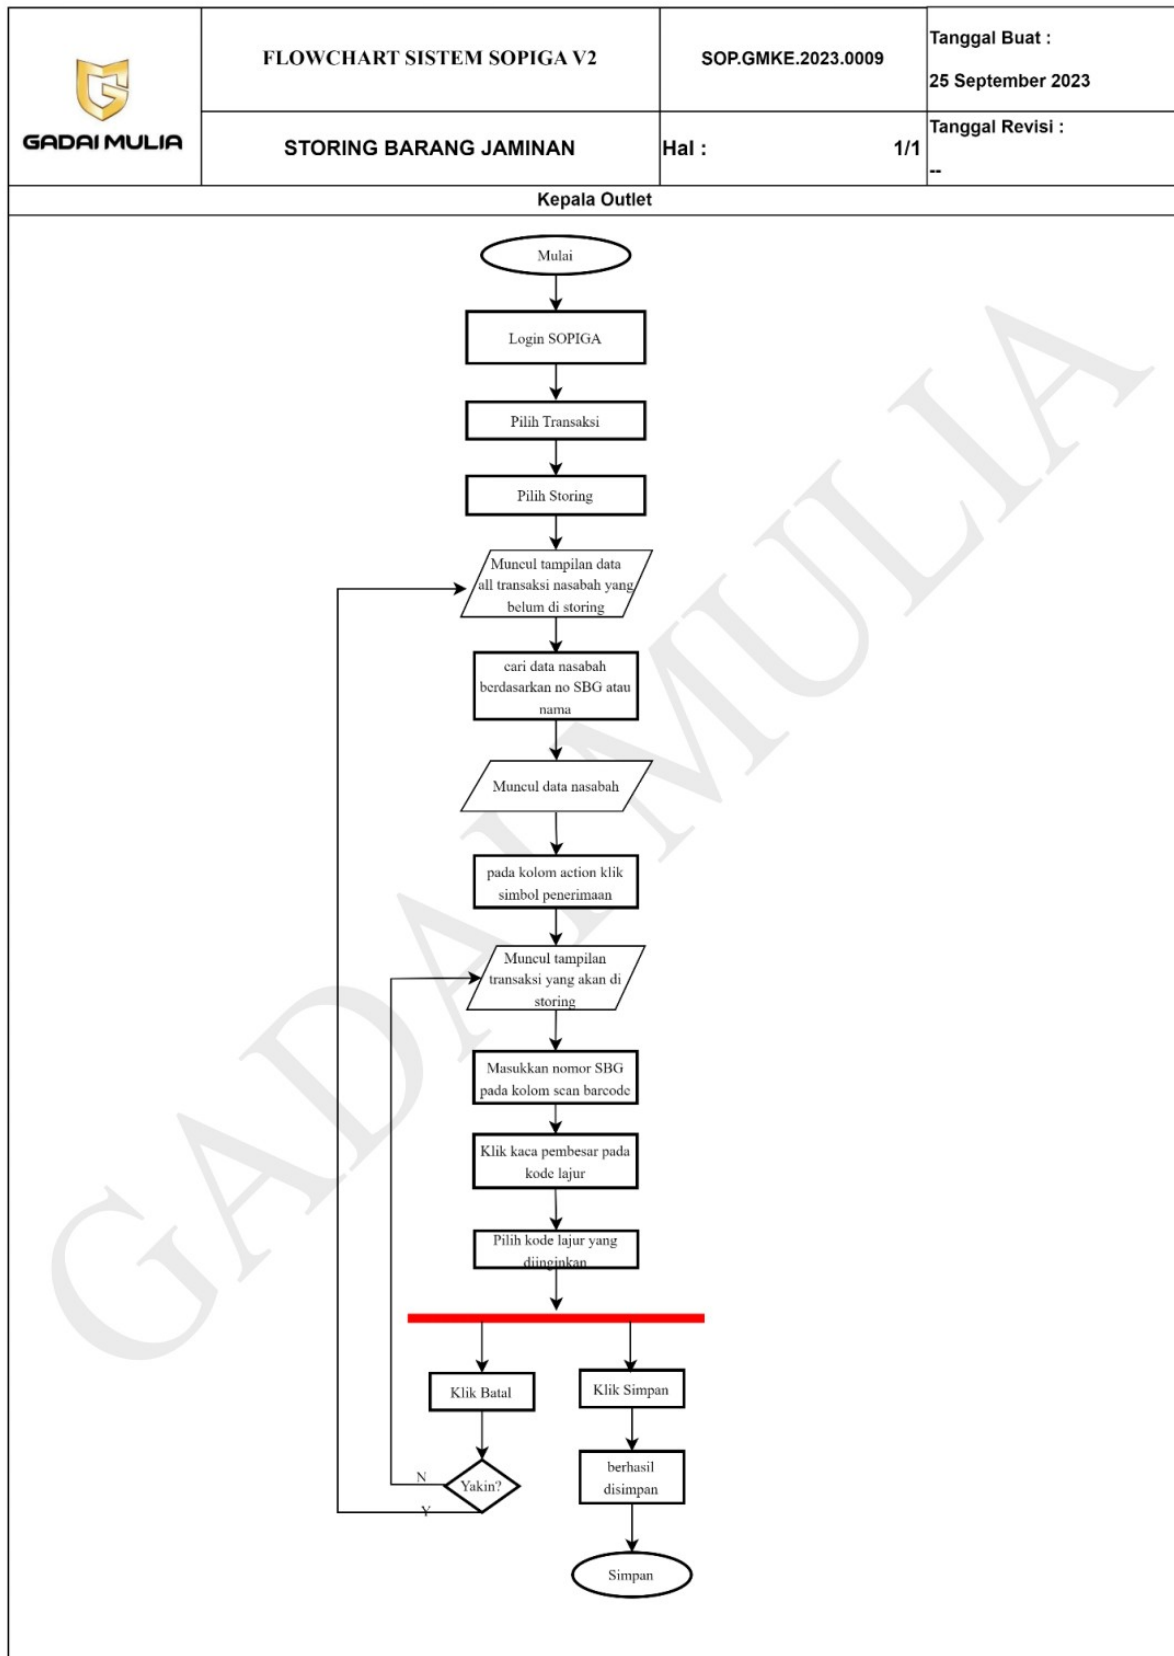 FLOWCHART SISTEM SOPIGA V2
SOP.GMKE.2023.0009
Tanggal Buat :
25 September 2023
GADAI MULIA
STORING BARANG JAMINAN
Hal :
1/1
Tanggal Revisi :
--
Kepala Outlet
Mulai
Login SOPIGA
Pilih Transaksi
Pilih Storing
Muncul tampilan data
all transaksi nasabah yang
belum di storing
cari data nasabah
berdasarkan no SBG atau
nama
Muncul data nasabah
pada kolom action klik
simbol penerimaan
Muncul tampilan
transaksi yang akan di
storing
Masukkan nomor SBG
pada kolom scan barcode
Klik kaca pembesar pada
kode lajur
Pilih kode lajur yang
diinginkan
Klik Batal
Klik Simpan
N
Yakin?
Y
berhasil
disimpan
Simpan
GADAI MULIA